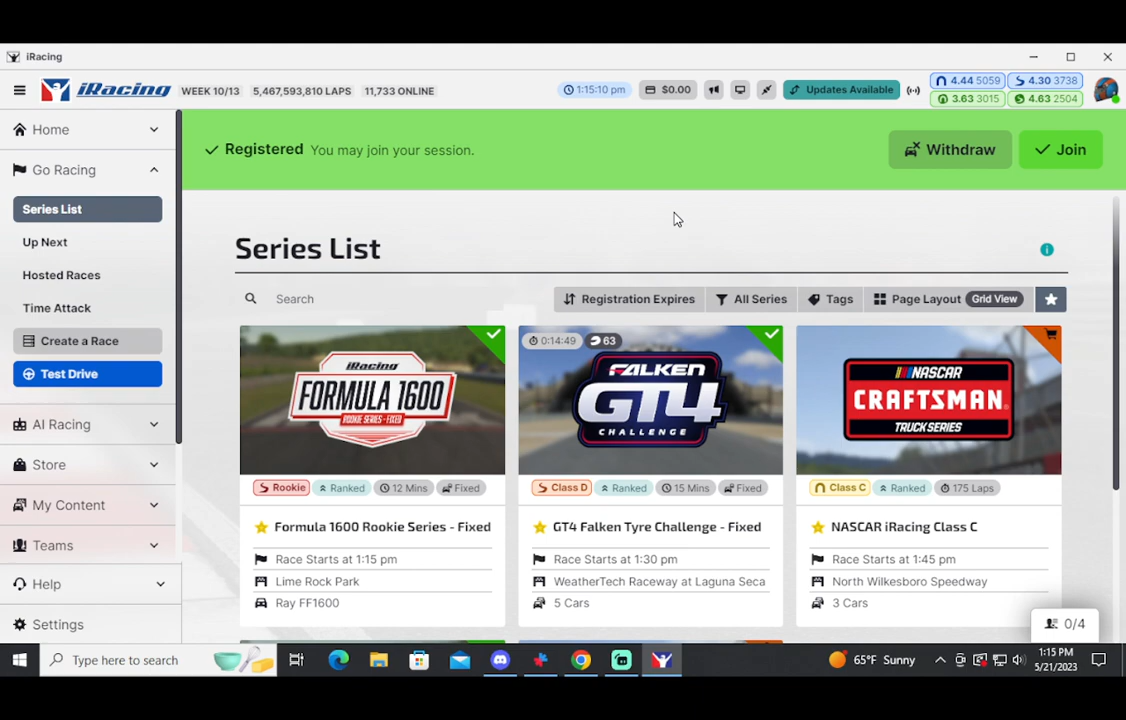 iRacing
iRacing WEEK 10/13 5,467,593,810 LAPS 11,733 ONLINE 1:15:10 pm $0.00 Updates Available 4.44 5059 4.30 3738
3.63 3015 4.63 2504
Home
Registered You may join your session. Withdraw Join
Go Racing
Series List
Up Next
Hosted Races
Time Attack
Create a Race
Test Drive
AI Racing
Store
My Content
Teams
Help
Settings
Series List
Search Registration Expires All Series Tags Page Layout Grid View
iRacing
FORMULA 1600
ROOKIE SERIES - FIXED
Rookie Ranked 12 Mins Fixed
Formula 1600 Rookie Series - Fixed
Race Starts at 1:15 pm
Lime Rock Park
Ray FF1600
0:14:49 63
FALKEN
GT4
CHALLENGE
Class D Ranked 15 Mins Fixed
GT4 Falken Tyre Challenge - Fixed
Race Starts at 1:30 pm
WeatherTech Raceway at Laguna Seca
5 Cars
NASCAR
CRAFTSMAN
TRUCK SERIES
Class C Ranked 175 Laps
NASCAR iRacing Class C
Race Starts at 1:45 pm
North Wilkesboro Speedway
3 Cars
0/4
Type here to search
65°F Sunny
1:15 PM
5/21/2023